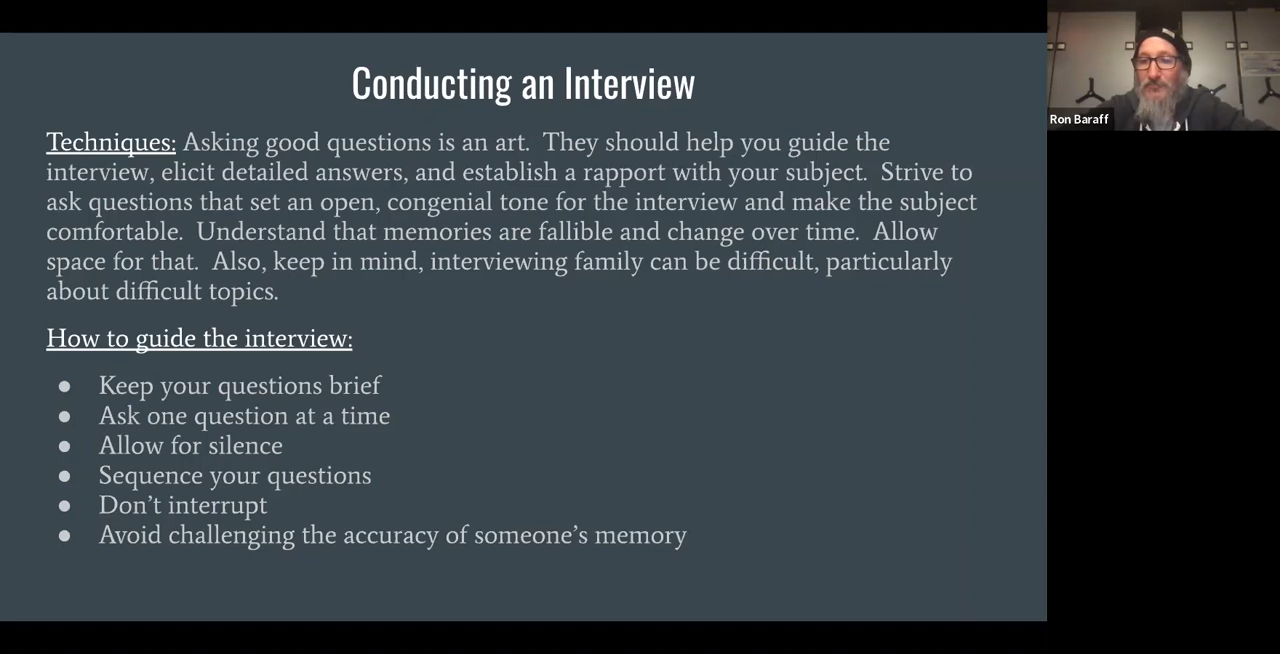 Conducting an Interview
Techniques: Asking good questions is an art.  They should help you guide the
interview, elicit detailed answers, and establish a rapport with your subject.  Strive to
ask questions that set an open, congenial tone for the interview and make the subject
comfortable.  Understand that memories are fallible and change over time.  Allow
space for that.  Also, keep in mind, interviewing family can be difficult, particularly
about difficult topics.
How to guide the interview:
● Keep your questions brief
● Ask one question at a time
● Allow for silence
● Sequence your questions
● Don’t interrupt
● Avoid challenging the accuracy of someone’s memory
Ron Baraff